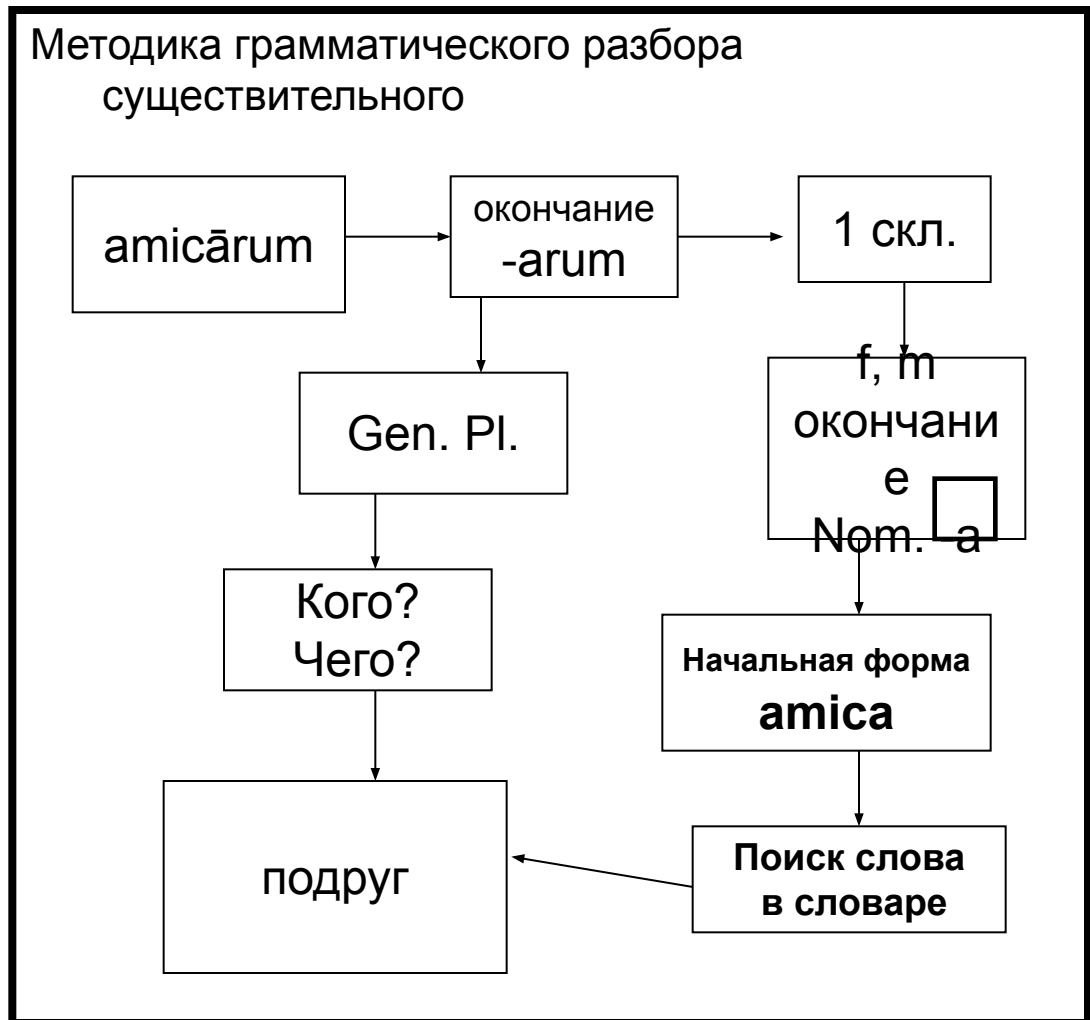 Методика грамматического разбора
существительного
amicārum
окончание
-arum
1 скл.
Gen. Pl.
f, m
окончани
е
Nom. -a
Кого?
Чего?
Начальная форма
amica
подруг
Поиск слова
в словаре